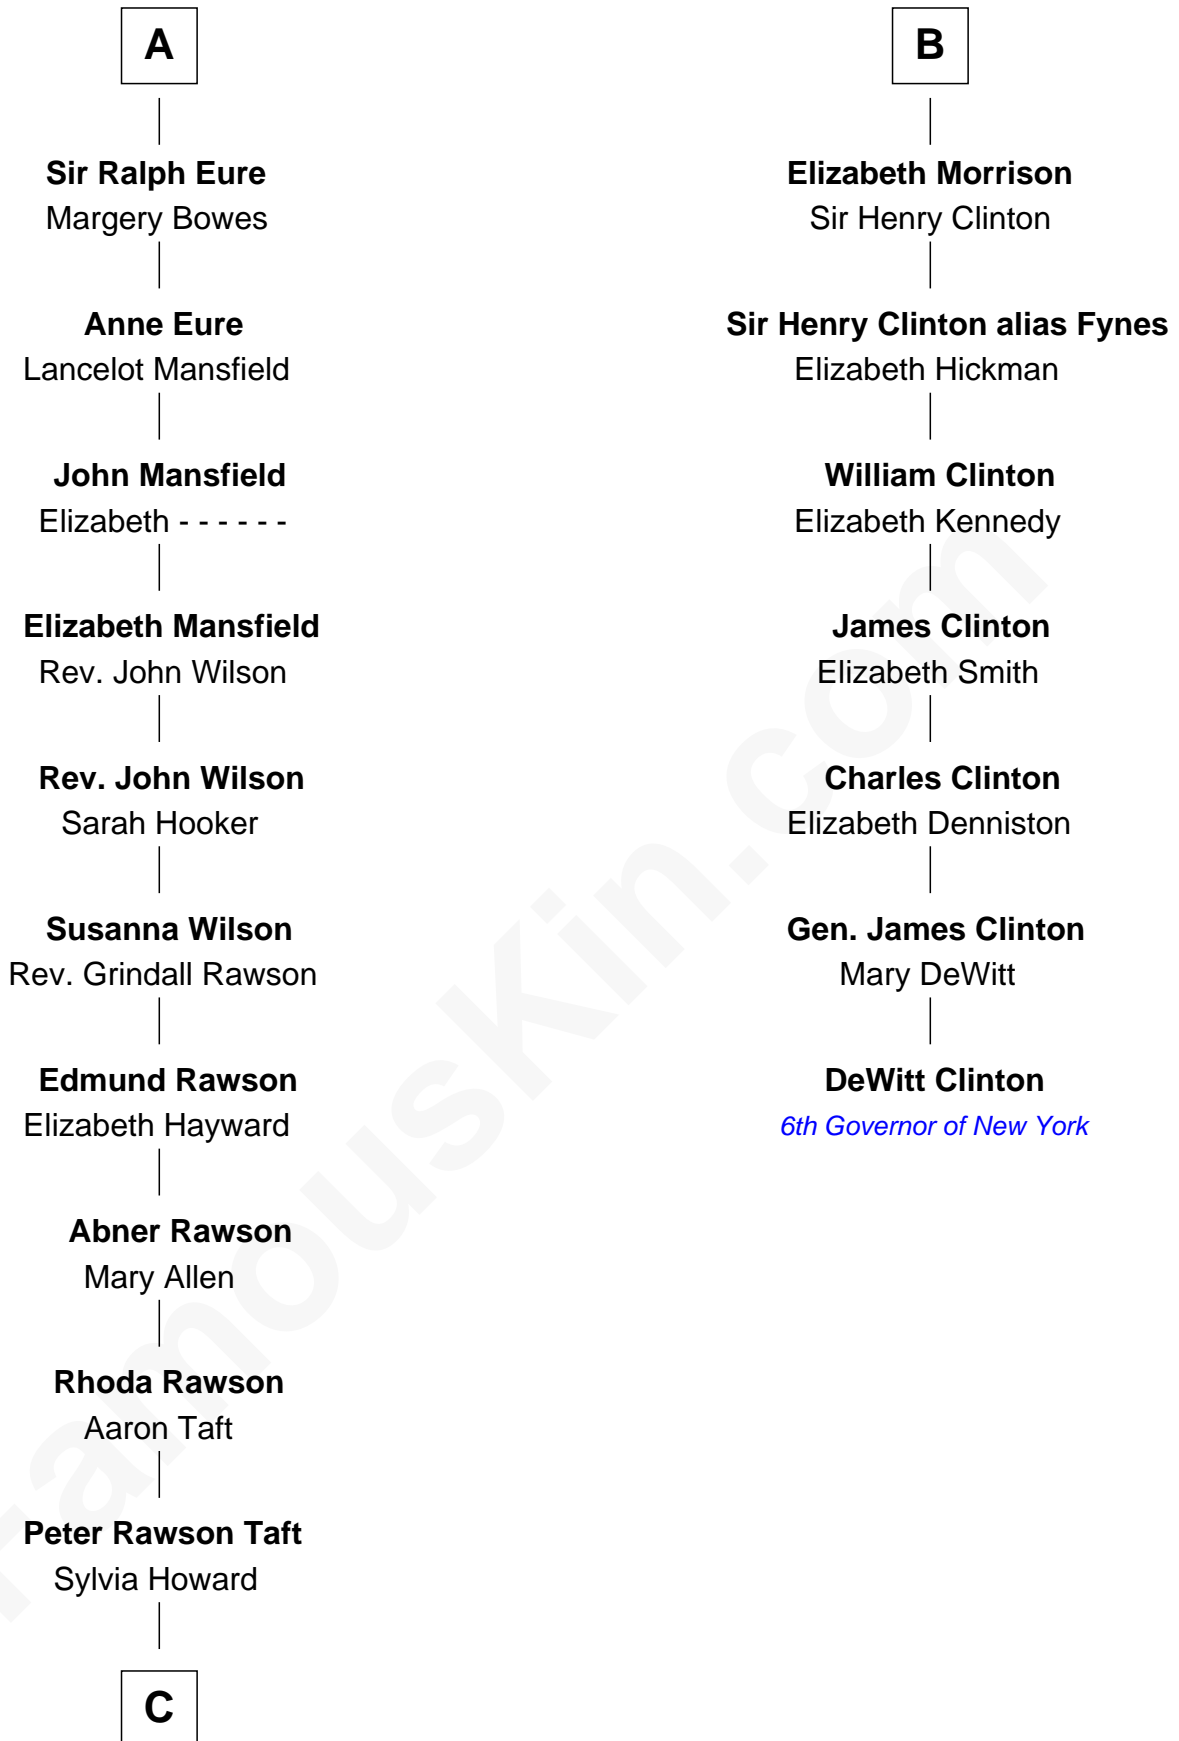 A
Sir Ralph Eure
Margery Bowes
Anne Eure
Lancelot Mansfield
John Mansfield
Elizabeth - - - - - -
Elizabeth Mansfield
Rev. John Wilson
Rev. John Wilson
Sarah Hooker
Susanna Wilson
Rev. Grindall Rawson
Edmund Rawson
Elizabeth Hayward
Abner Rawson
Mary Allen
Rhoda Rawson
Aaron Taft
Peter Rawson Taft
Sylvia Howard
C
B
Elizabeth Morrison
Sir Henry Clinton
Sir Henry Clinton alias Fynes
Elizabeth Hickman
William Clinton
Elizabeth Kennedy
James Clinton
Elizabeth Smith
Charles Clinton
Elizabeth Denniston
Gen. James Clinton
Mary DeWitt
DeWitt Clinton
6th Governor of New York
FamousKin.com